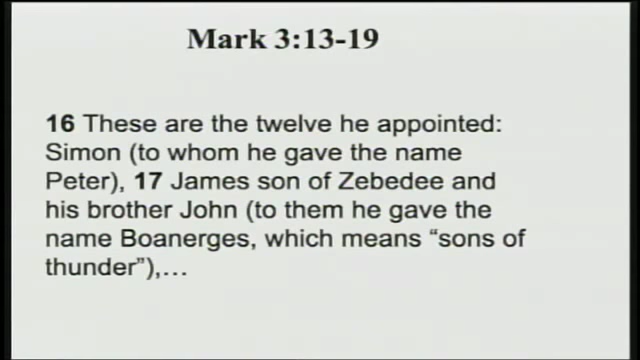 Mark 3:13-19
16 These are the twelve he appointed:
Simon (to whom he gave the name
Peter), 17 James son of Zebedee and
his brother John (to them he gave the
name Boanerges, which means “sons of
thunder”),...